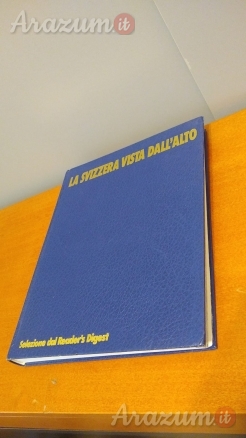 Arazum.it
LA SVIZZERA VISTA DALL'ALTO
Selezione dal Reader's Digest
Arazum.it